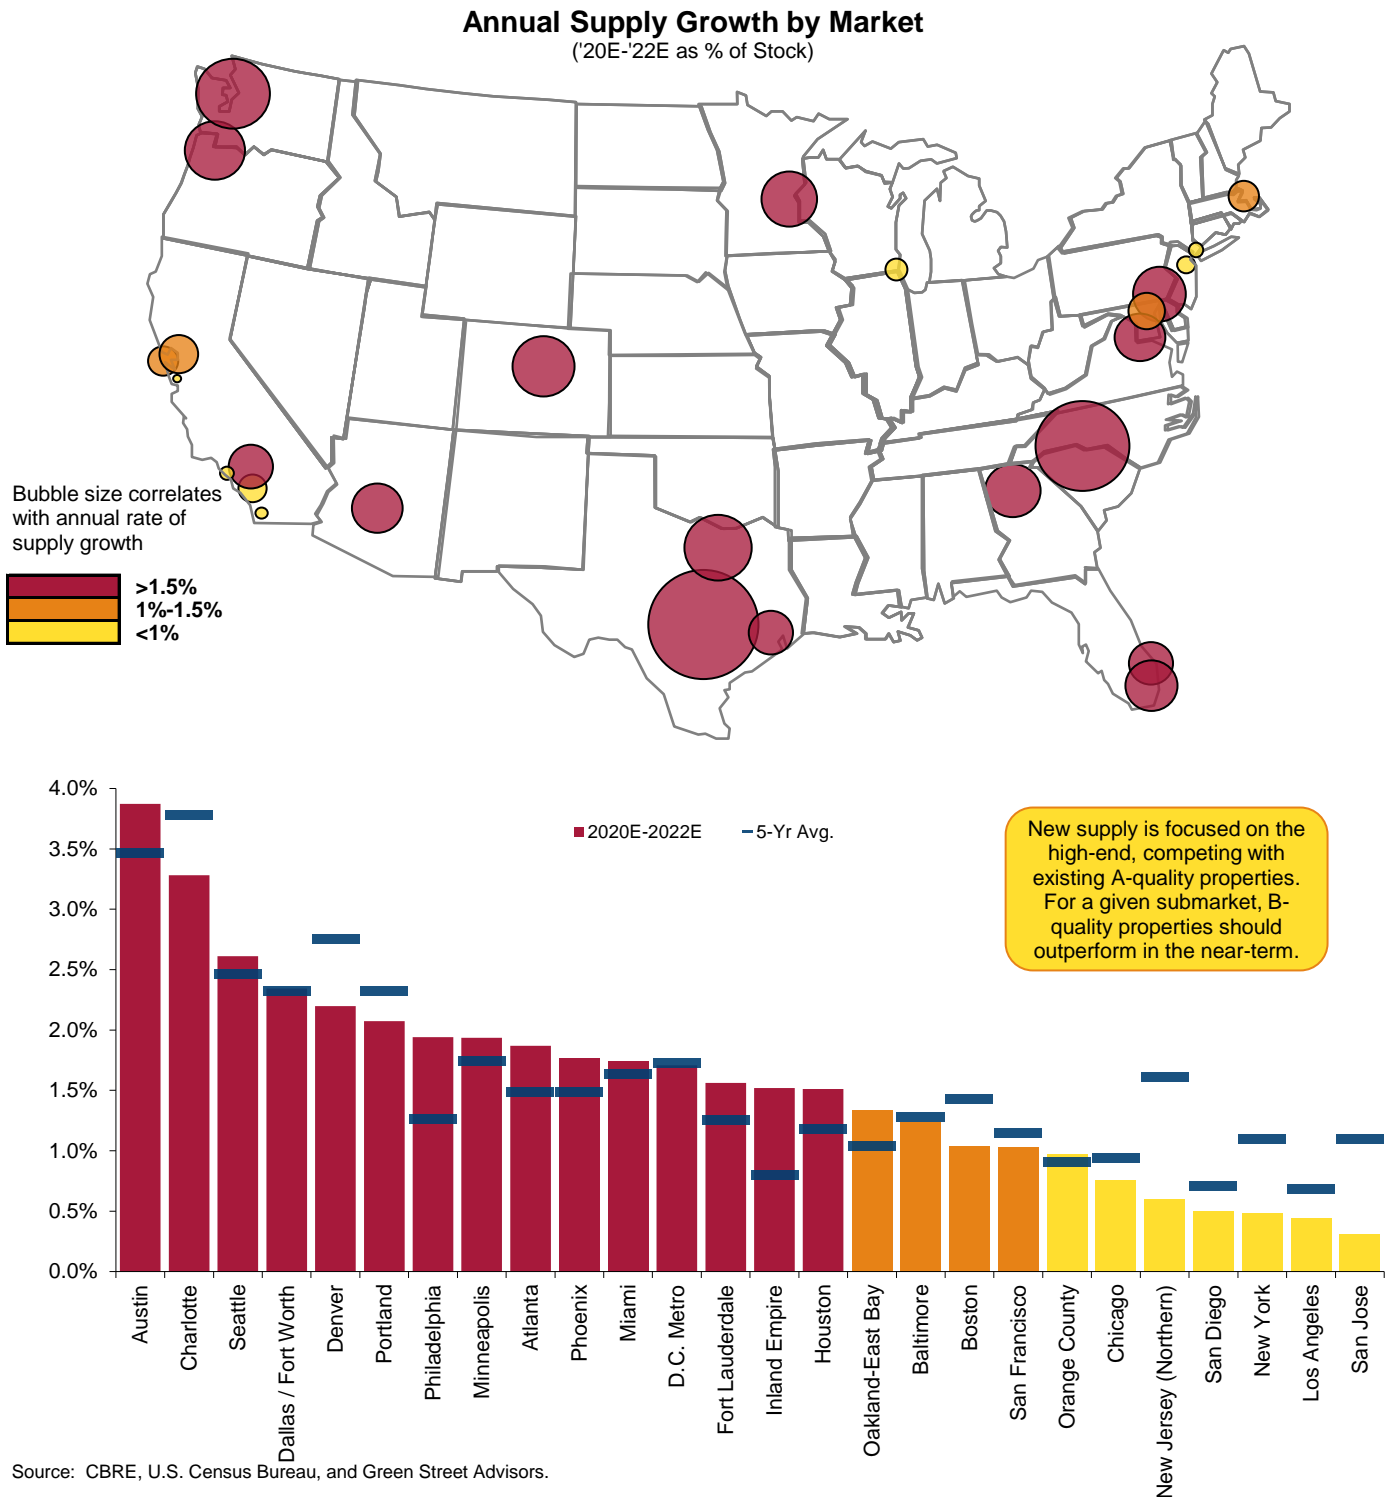 Annual Supply Growth by Market
('20E-'22E as % of Stock)
Bubble size correlates
with annual rate of
supply growth
>1.5%
1%-1.5%
<1%
4.0%
3.5%
3.0%
2.5%
2.0%
1.5%
1.0%
0.5%
0.0%
2020E-2022E
5-Yr Avg.
New supply is focused on the
high-end, competing with
existing A-quality properties.
For a given submarket, B-
quality properties should
outperform in the near-term.
Austin
Charlotte
Seattle
Dallas / Fort Worth
Denver
Portland
Philadelphia
Minneapolis
Atlanta
Phoenix
Miami
D.C. Metro
Fort Lauderdale
Inland Empire
Houston
Oakland-East Bay
Baltimore
Boston
San Francisco
Orange County
Chicago
New Jersey (Northern)
San Diego
New York
Los Angeles
San Jose
Source:  CBRE, U.S. Census Bureau, and Green Street Advisors.